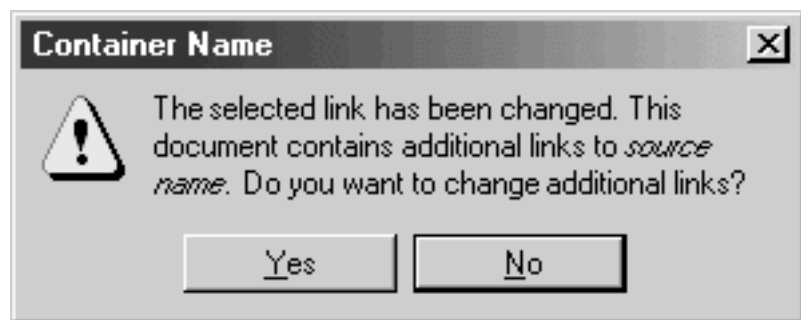 Container Name
The selected link has been changed. This
document contains additional links to source
name. Do you want to change additional links?
Yes
No